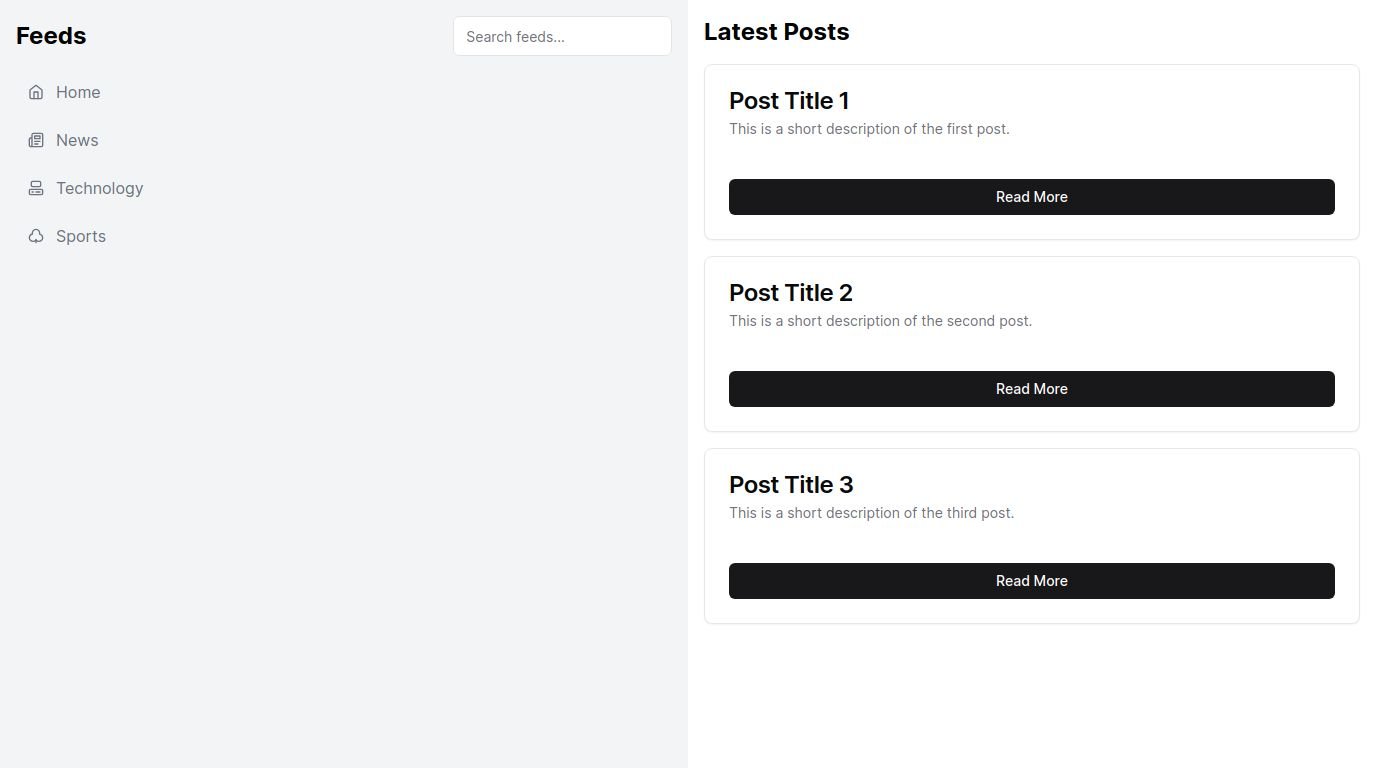 Feeds
Search feeds...
Home
News
Technology
Sports
Latest Posts
Post Title 1
This is a short description of the first post.
Read More
Post Title 2
This is a short description of the second post.
Read More
Post Title 3
This is a short description of the third post.
Read More